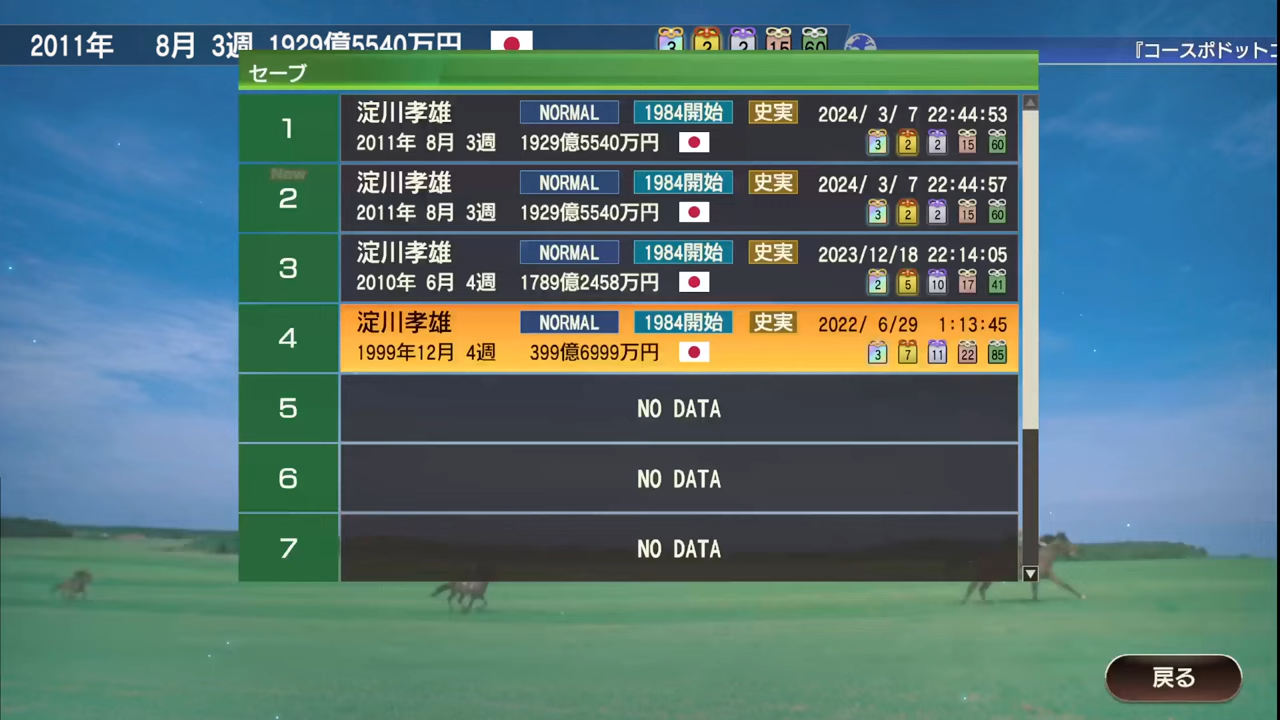 2011年 8月 3週 1929億5540万円 3 2 2 15 60 『コースポドットコ
セーブ
1 淀川孝雄 NORMAL 1984開始 史実 2024/ 3/ 7 22:44:53
2011年 8月 3週 1929億5540万円 3 2 2 15 60
New
2 淀川孝雄 NORMAL 1984開始 史実 2024/ 3/ 7 22:44:57
2011年 8月 3週 1929億5540万円 3 2 2 15 60
3 淀川孝雄 NORMAL 1984開始 史実 2023/12/18 22:14:05
2010年 6月 4週 1789億2458万円 2 5 10 17 41
4 淀川孝雄 NORMAL 1984開始 史実 2022/ 6/29 1:13:45
1999年12月 4週 399億6999万円 3 7 11 22 85
5 NO DATA
6 NO DATA
7 NO DATA
戻る